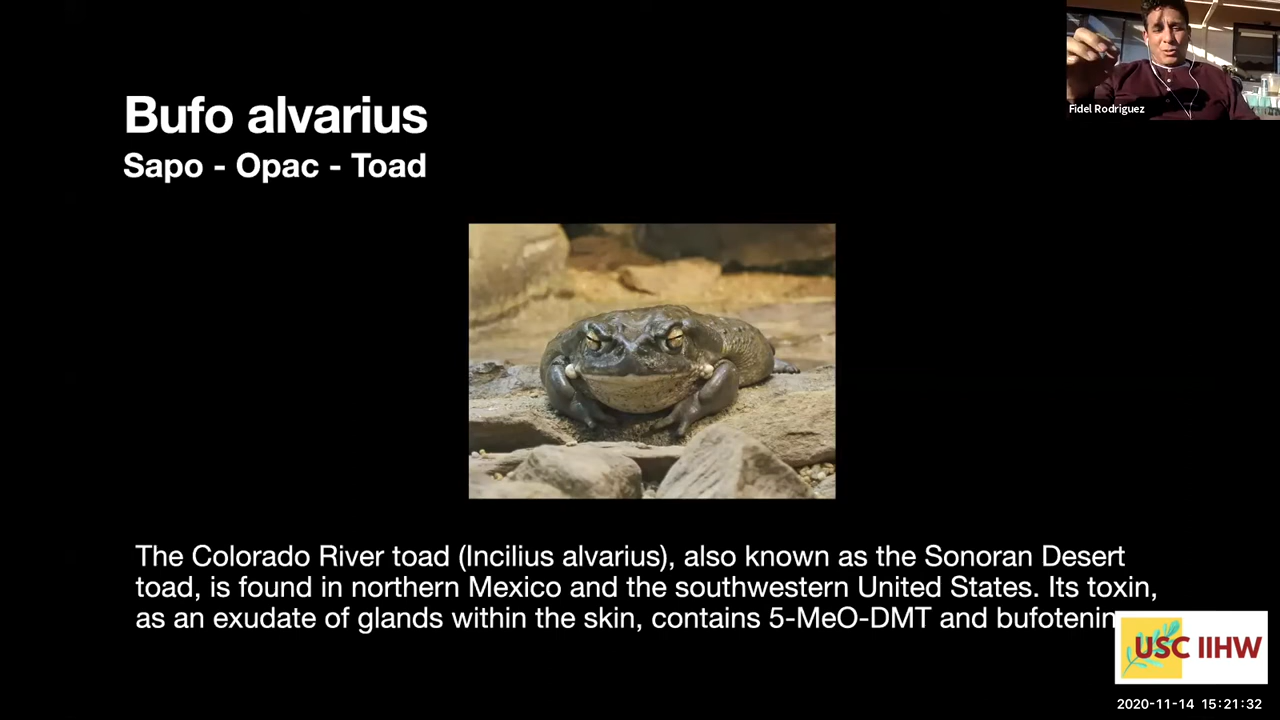 Bufo alvarius
Sapo - Opac - Toad
Fidel Rodriguez
The Colorado River toad (Incilius alvarius), also known as the Sonoran Desert
toad, is found in northern Mexico and the southwestern United States. Its toxin,
as an exudate of glands within the skin, contains 5-MeO-DMT and bufotenin
USC IIHW
2020-11-14 15:21:32